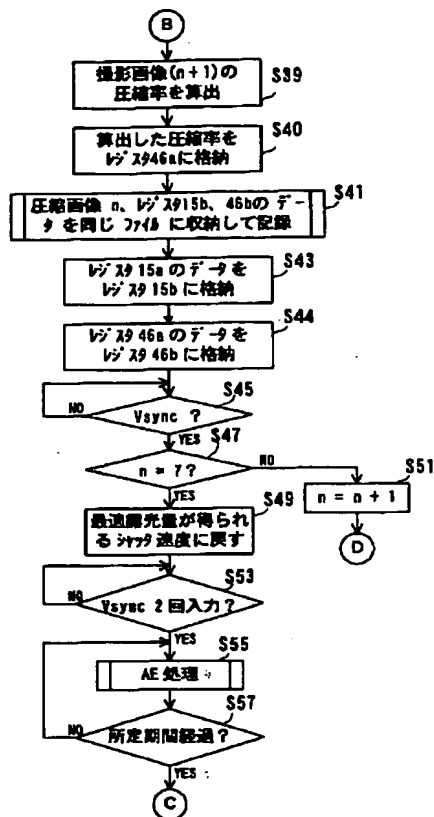 B
撮影画像(n+1)の
圧縮率を算出
S39
算出した圧縮率を
ﾚｼﾞｽﾀ46aに格納
S40
圧縮画像 n、ﾚｼﾞｽﾀ15b、46bの ﾃﾞｰ
ﾀ を同じ ﾌｧｲﾙ に収納して記録
S41
ﾚｼﾞｽﾀ15aの ﾃﾞｰﾀを
ﾚｼﾞｽﾀ15bに格納
S43
ﾚｼﾞｽﾀ46aの ﾃﾞｰﾀを
ﾚｼﾞｽﾀ46bに格納
S44
S45
Vsync ?
NO
YES
S47
n = 7?
NO
YES
S51
n = n + 1
D
S49
最適露光量が得られ
る ｼｬｯﾀ 速度に戻す
S53
Vsync 2 回入力?
NO
YES
S55
AE 処理
S57
所定期間経過?
NO
YES
C